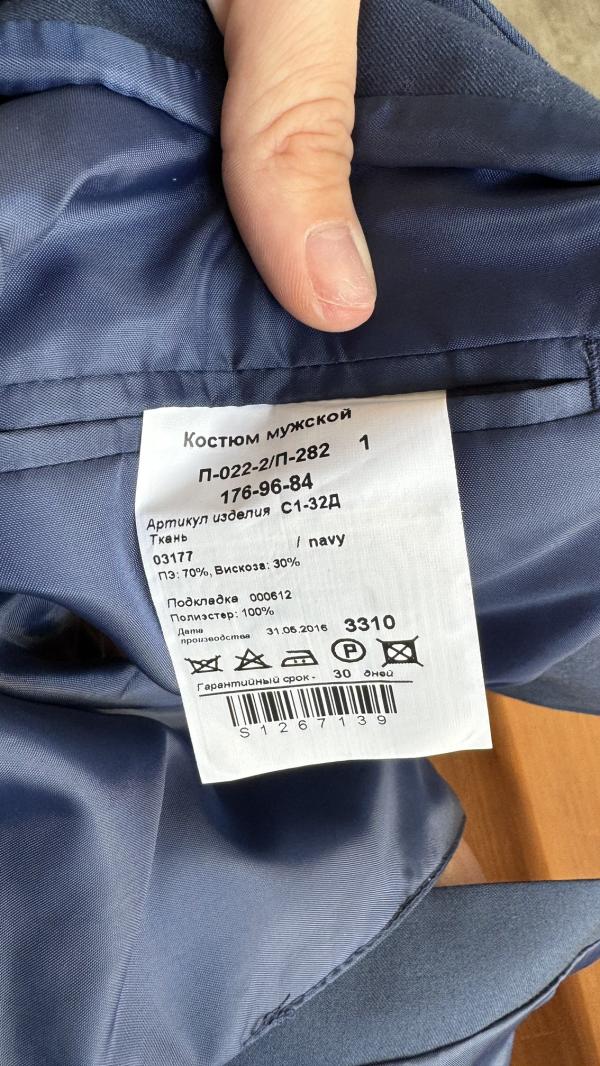 Костюм мужской
П-022-2/П-282 1
176-96-84
Артикул изделия С1-32Д
Ткань
03177 / navy
ПЭ: 70%, Вискоза: 30%
Подкладка 000612
Полиэстер: 100%
Дата производства 31.05.2016 3310
P
Гарантийный срок - 30 дней
S1267139